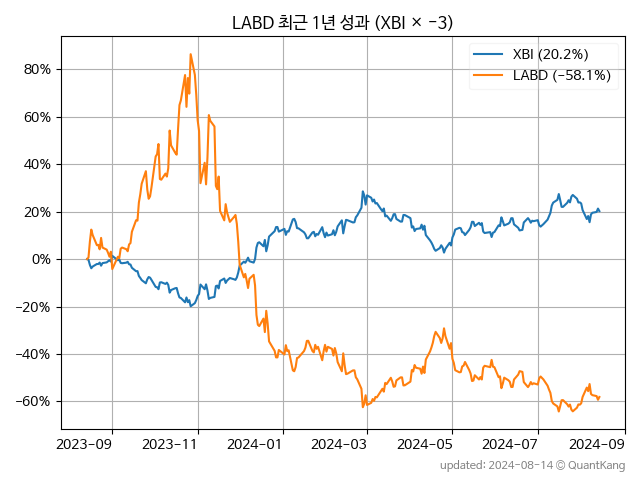 LABD 최근 1년 성과 (XBI × −3)
XBI (20.2%)
LABD (−58.1%)
80%
60%
40%
20%
0%
−20%
−40%
−60%
2023−09 2023−11 2024−01 2024−03 2024−05 2024−07 2024−09
updated: 2024-08-14 © QuantKang